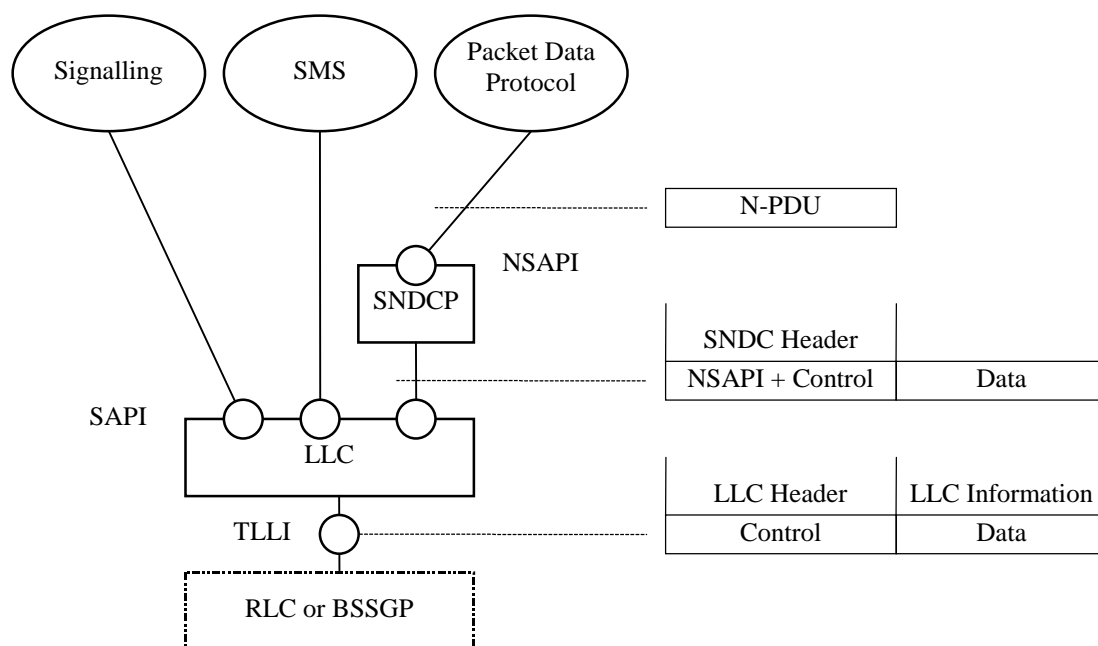 Signalling
SMS
Packet Data
Protocol
N-PDU
NSAPI
SNDCP
SNDC Header
NSAPI + Control
Data
SAPI
LLC
LLC Header
LLC Information
TLLI
Control
Data
RLC or BSSGP